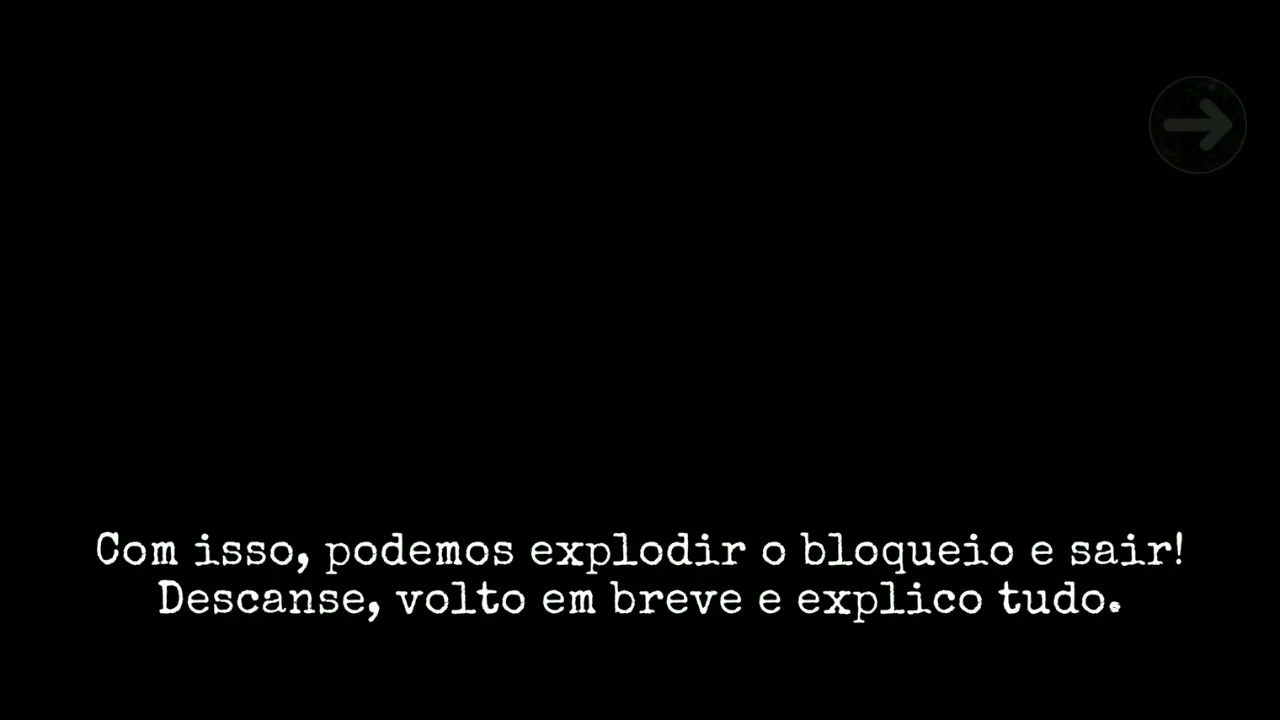 Com isso, podemos explodir o bloqueio e sair!
Descanse, volto em breve e explico tudo.